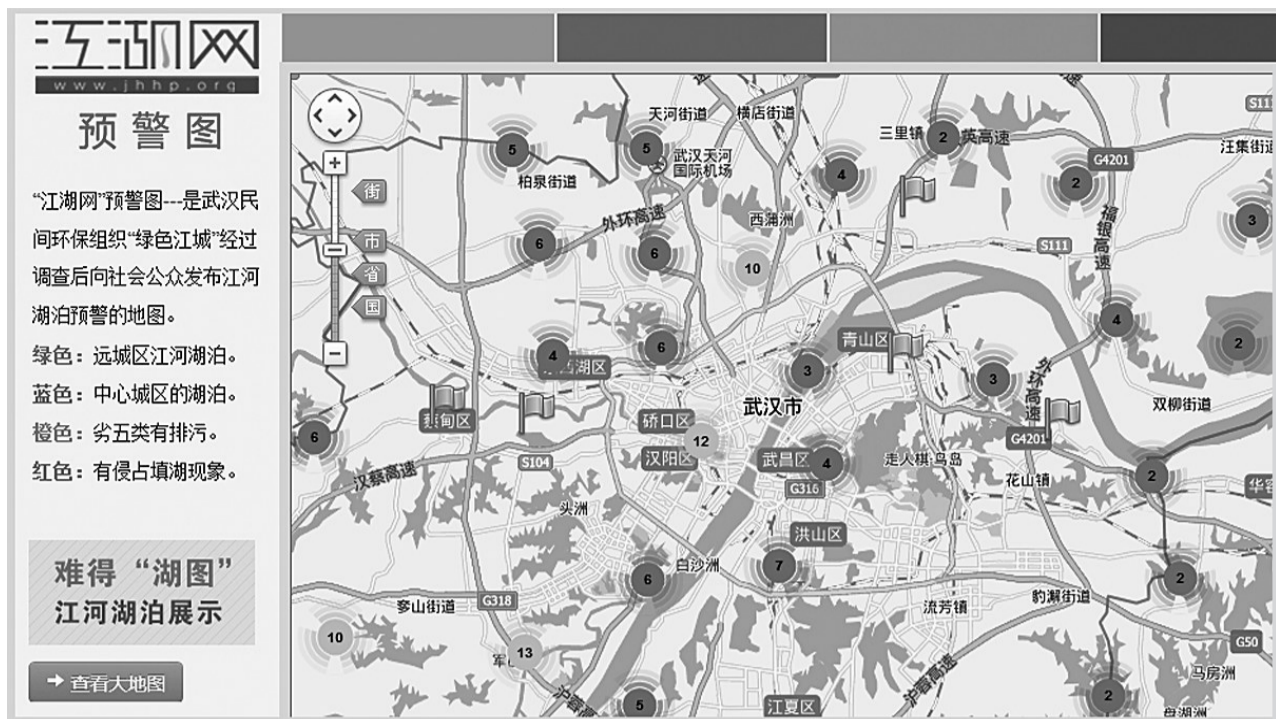 江湖网
www.jhhp.org
预警图
“江湖网”预警图---是武汉民
间环保组织“绿色江城”经过
调查后向社会公众发布江河
湖泊预警的地图。
绿色：远城区江河湖泊。
蓝色：中心城区的湖泊。
橙色：劣五类有排污。
红色：有侵占填湖现象。
难得“湖图”
江河湖泊展示
查看大地图
街
市
省
国
天河街道
横店街道
S111
5
5
三里镇
2
英高速
汪集街道
武汉天河
国际机场
柏泉街道
4
G4201
2
外环高速
西湖洲
福银高速
3
6
6
10
S111
4
青山区
2
4
6
3
3
外环高速
武汉市
双柳街道
蔡甸区
硚口区
12
G4201
6
汉阳区
武昌区
4
走人棋·鸟岛
S104
汉蔡高速
G316
花山镇
2
头洲
洪山区
白沙洲
6
7
2
豹澥街道
G318
流芳镇
10
G50
13
马房洲
沪蓉高速
2
5
江夏区